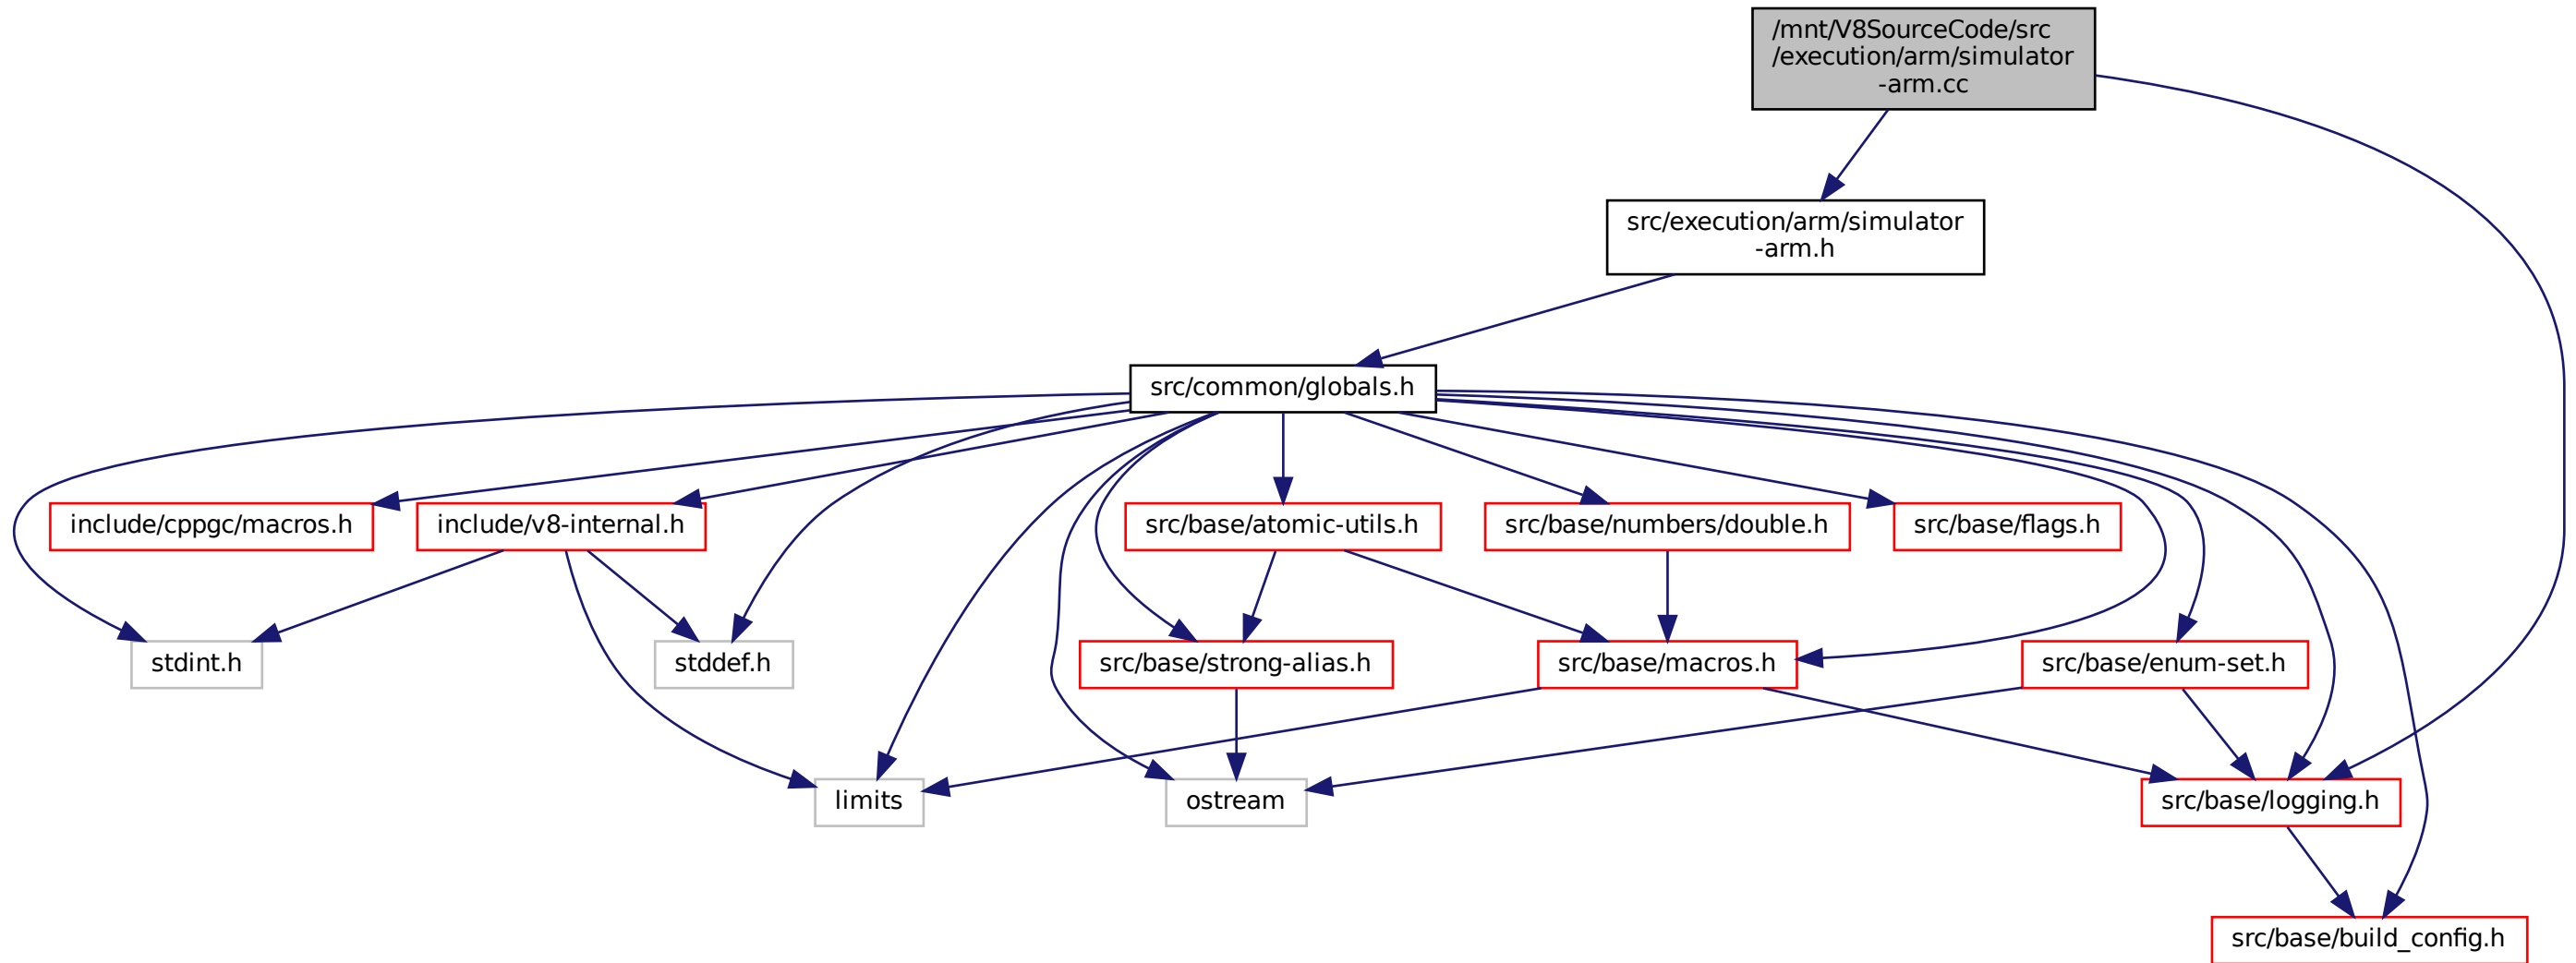 /mnt/V8SourceCode/src
/execution/arm/simulator
-arm.cc
src/execution/arm/simulator
-arm.h
src/common/globals.h
include/cppgc/macros.h
include/v8-internal.h
src/base/atomic-utils.h
src/base/numbers/double.h
src/base/flags.h
stdint.h
stddef.h
src/base/strong-alias.h
src/base/macros.h
src/base/enum-set.h
limits
ostream
src/base/logging.h
src/base/build_config.h